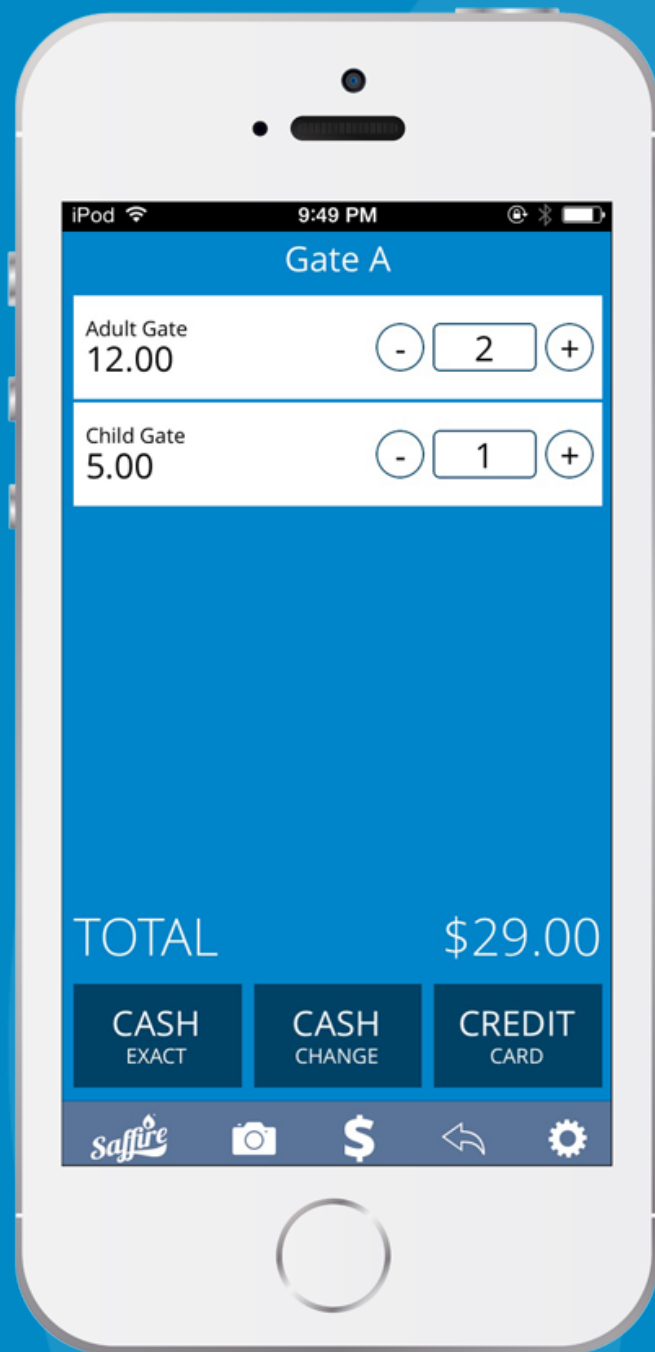 iPod 9:49 PM
Gate A
Adult Gate
12.00
- 2 +
Child Gate
5.00
- 1 +
TOTAL $29.00
CASH CASH CREDIT
EXACT CHANGE CARD
Saffire $